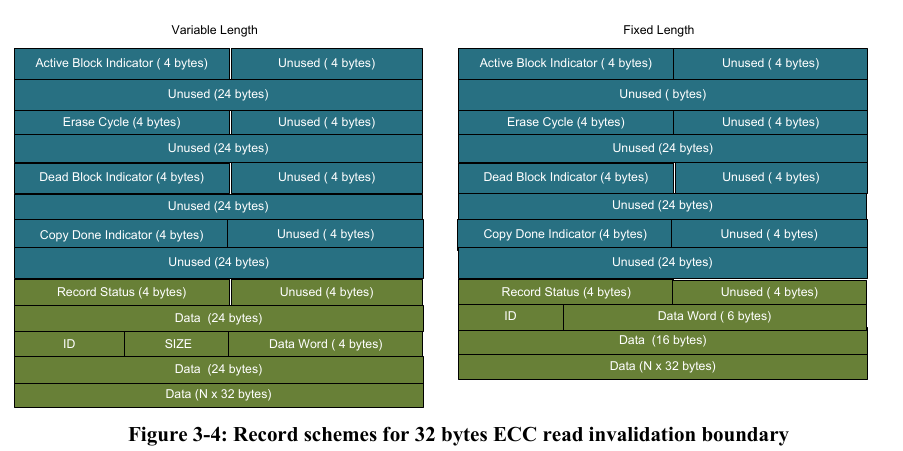 Variable Length
Fixed Length
Active Block Indicator ( 4 bytes)
Unused ( 4 bytes)
Unused (24 bytes)
Erase Cycle (4 bytes)
Unused ( 4 bytes)
Unused (24 bytes)
Dead Block Indicator (4 bytes)
Unused ( 4 bytes)
Unused (24 bytes)
Copy Done Indicator (4 bytes)
Unused ( 4 bytes)
Unused (24 bytes)
Record Status (4 bytes)
Unused (4 bytes)
Data (24 bytes)
ID
SIZE
Data Word ( 4 bytes)
Data (24 bytes)
Data (N x 32 bytes)
Active Block Indicator ( 4 bytes)
Unused ( 4 bytes)
Unused ( bytes)
Erase Cycle (4 bytes)
Unused ( 4 bytes)
Unused (24 bytes)
Dead Block Indicator (4 bytes)
Unused ( 4 bytes)
Unused (24 bytes)
Copy Done Indicator (4 bytes)
Unused ( 4 bytes)
Unused (24 bytes)
Record Status (4 bytes)
Unused ( 4 bytes)
ID
Data Word ( 6 bytes)
Data (16 bytes)
Data (N x 32 bytes)
Figure 3-4: Record schemes for 32 bytes ECC read invalidation boundary